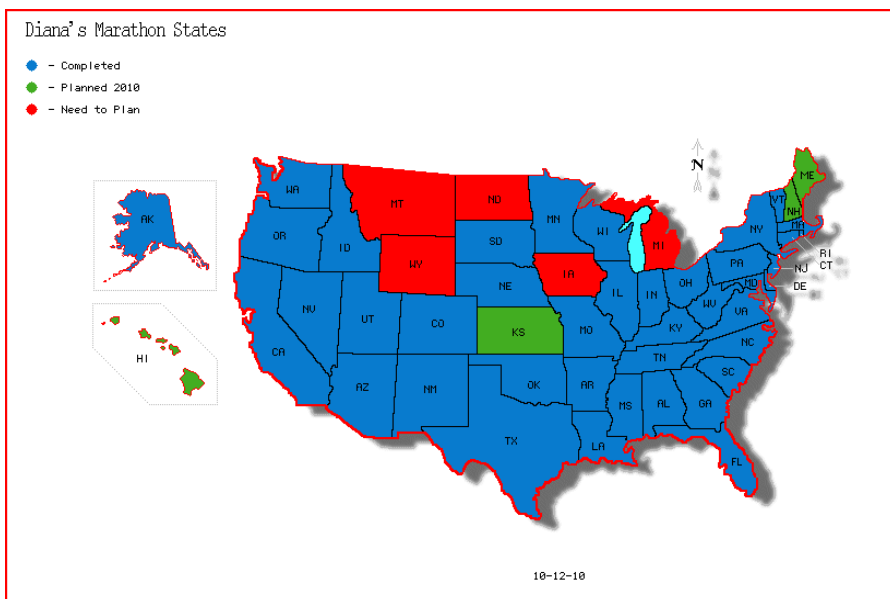 Diana's Marathon States
- Completed
- Planned 2010
- Need to Plan
N
WA
MT
ND
MN
ME
VT
NH
AK
OR
ID
SD
WI
MI
NY
MA
RI
CT
WY
IA
PA
NJ
NE
OH
MD
DE
NV
UT
CO
KS
IL
IN
WV
VA
MO
KY
HI
CA
NC
TN
AZ
NM
OK
AR
SC
MS
AL
GA
TX
LA
FL
10-12-10